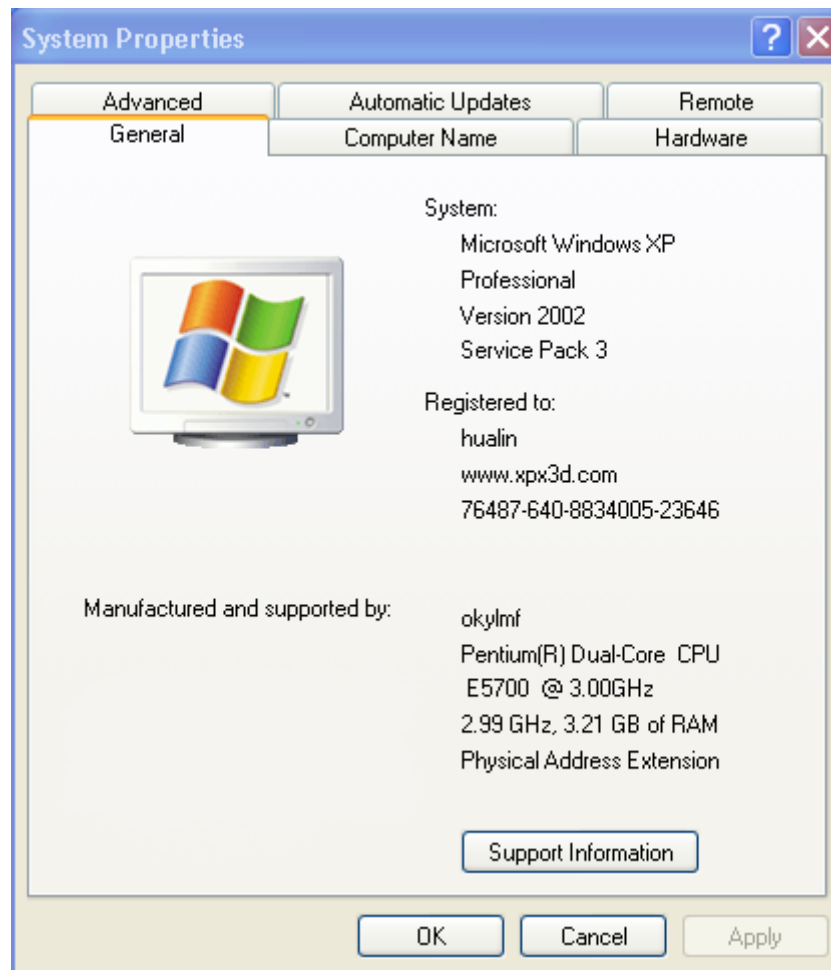 System Properties
Advanced
Automatic Updates
Remote
General
Computer Name
Hardware
System:
Microsoft Windows XP
Professional
Version 2002
Service Pack 3
Registered to:
hualin
www.xpx3d.com
76487-640-8834005-23646
Manufactured and supported by:
okylmf
Pentium(R) Dual-Core CPU
E5700 @ 3.00GHz
2.99 GHz, 3.21 GB of RAM
Physical Address Extension
Support Information
OK
Cancel
Apply